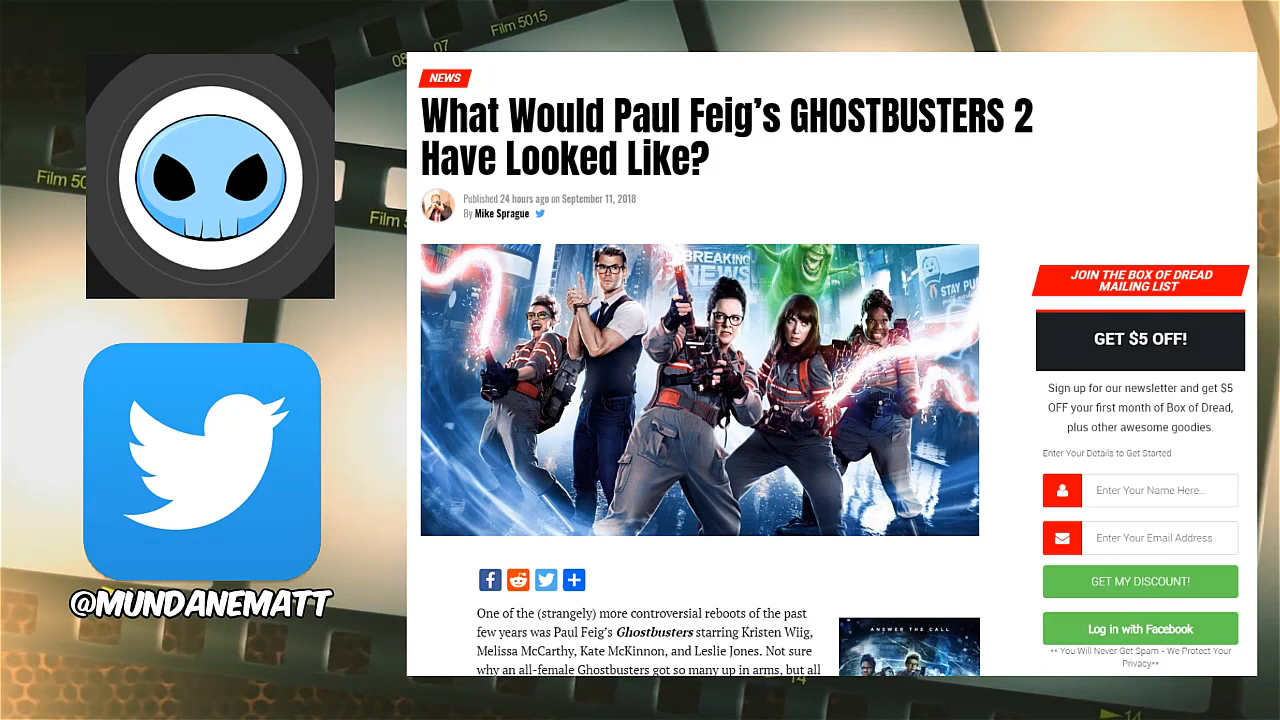 Film 5015
07
08
Film 50
Film
@MUNDANEMATT
NEWS
What Would Paul Feig's GHOSTBUSTERS 2
Have Looked Like?
Published 24 hours ago on September 11, 2018
By Mike Sprague
BREAKING
NEWS
STAY PU
One of the (strangely) more controversial reboots of the past
few years was Paul Feig's Ghostbusters starring Kristen Wiig,
Melissa McCarthy, Kate McKinnon, and Leslie Jones. Not sure
why an all-female Ghostbusters got so many up in arms, but all
ANSWER THE CALL
JOIN THE BOX OF DREAD
MAILING LIST
GET $5 OFF!
Sign up for our newsletter and get $5
OFF your first month of Box of Dread,
plus other awesome goodies.
Enter Your Details to Get Started
Enter Your Name Here...
Enter Your Email Address
GET MY DISCOUNT!
Log in with Facebook
** You Will Never Get Spam - We Protect Your
Privacy**
14
14